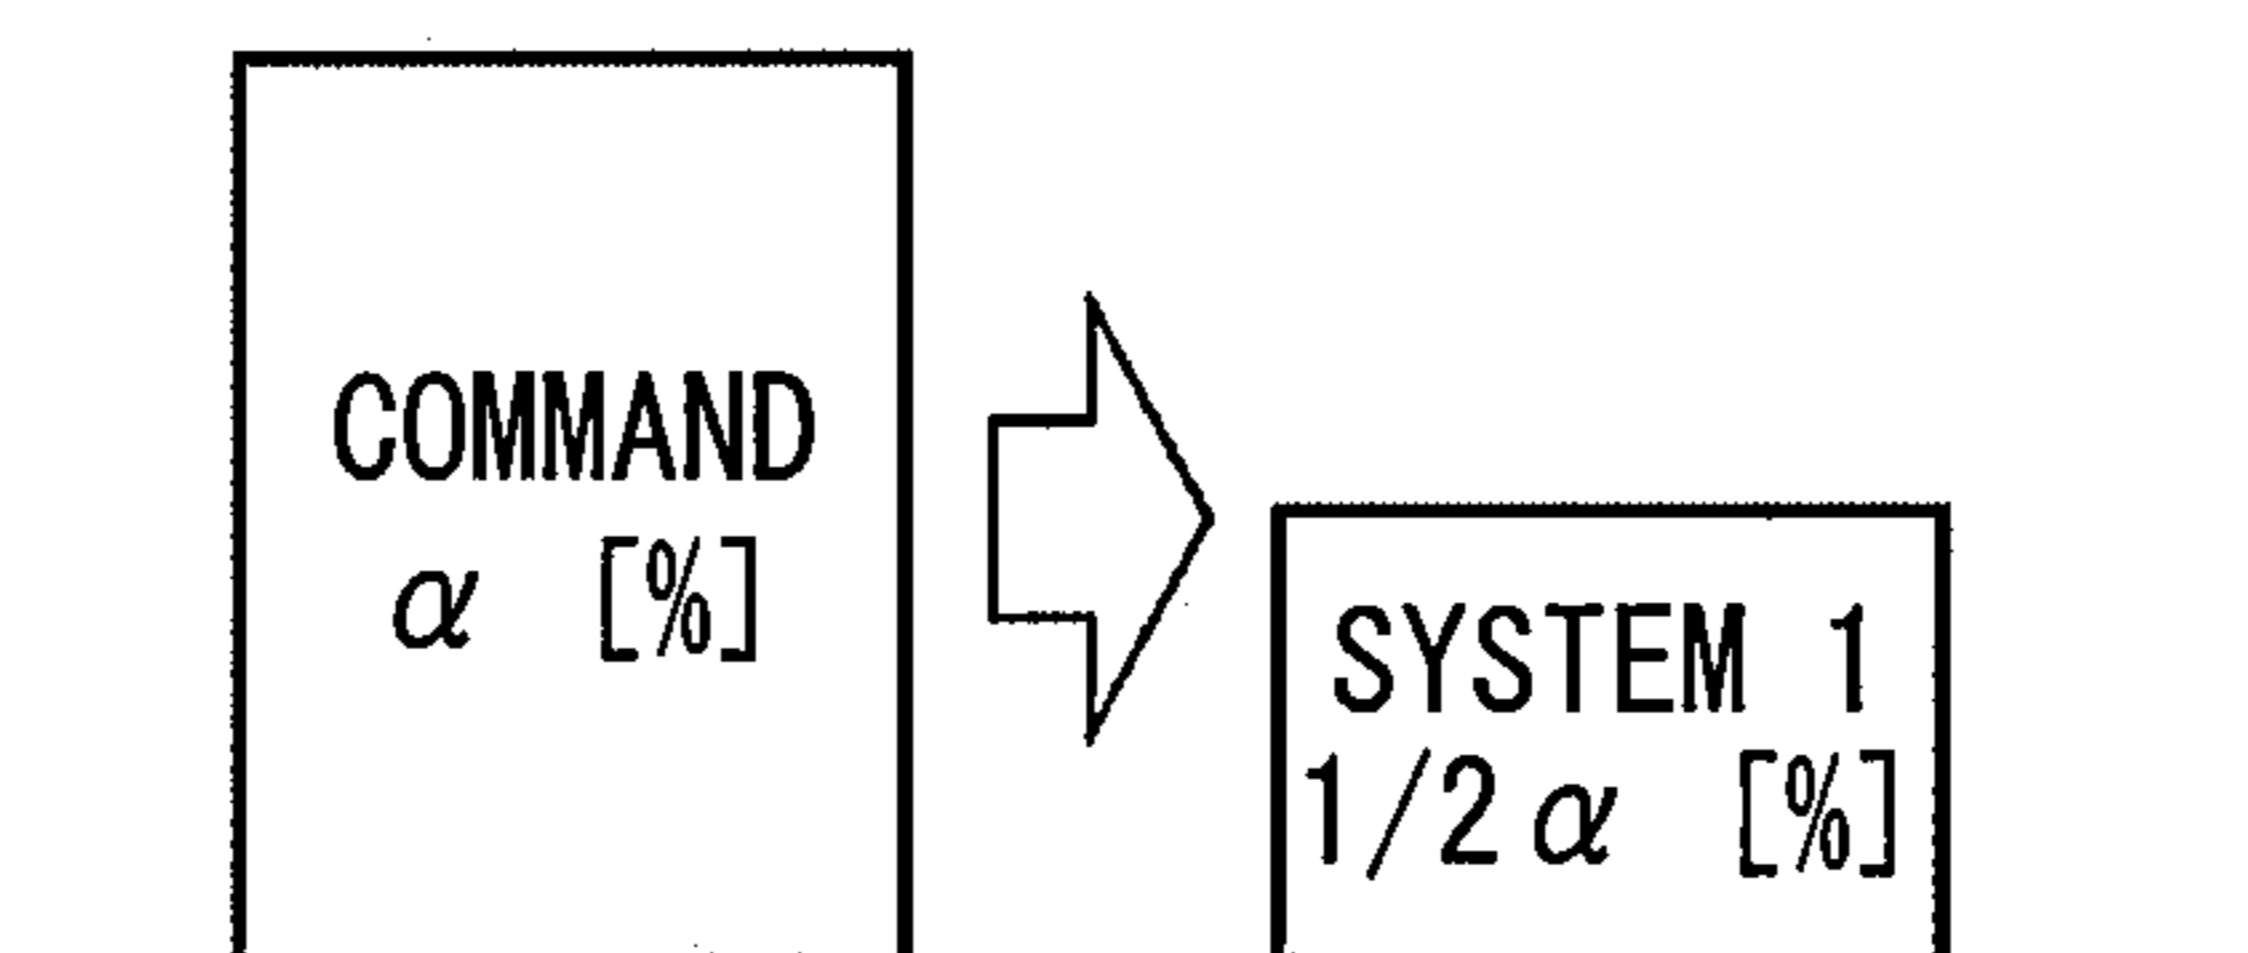 COMMAND
α [%]
SYSTEM 1
1/2α [%]